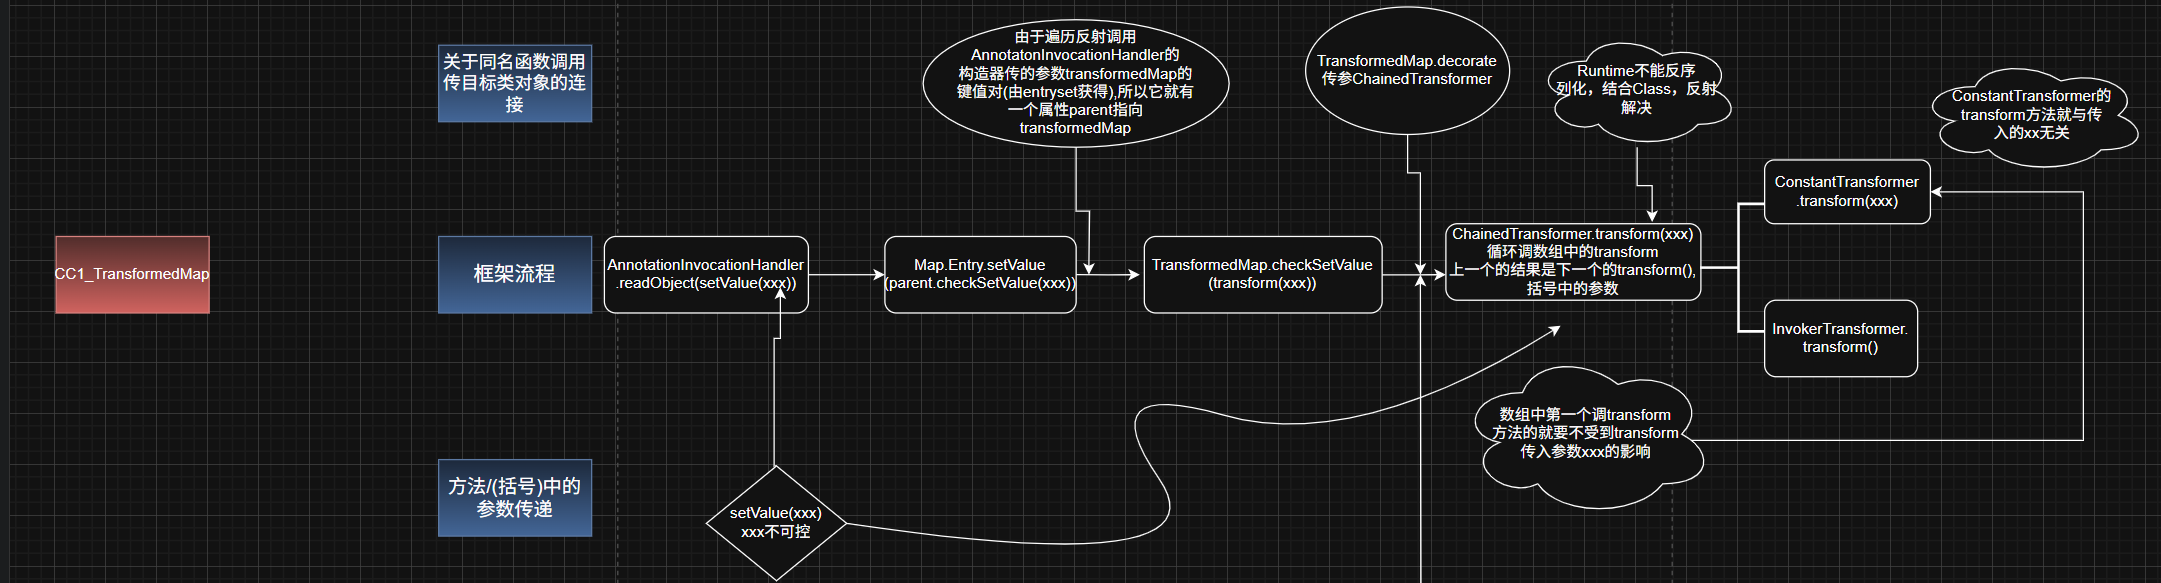 关于同名函数调用
传目标类对象的连
接
由于遍历反射调用
AnnotatonInvocationHandler的
构造器传的参数transformedMap的
键值对(由entryset获得),所以它就有
一个属性parent指向
transformedMap
TransformedMap.decorate
传参ChainedTransformer
Runtime不能反序
列化，结合Class，反射
解决
ConstantTransformer的
transform方法就与传
入的xx无关
CC1_TransformedMap
框架流程
AnnotationInvocationHandler
.readObject(setValue(xxx))
Map.Entry.setValue
(parent.checkSetValue(xxx))
TransformedMap.checkSetValue
(transform(xxx))
ChainedTransformer.transform(xxx)
循环调数组中的transform
上一个的结果是下一个的transform(),
括号中的参数
ConstantTransformer
.transform(xxx)
InvokerTransformer.
transform()
方法/(括号)中的
参数传递
setValue(xxx)
xxx不可控
数组中第一个调transform
方法的就要不受到transform
传入参数xxx的影响